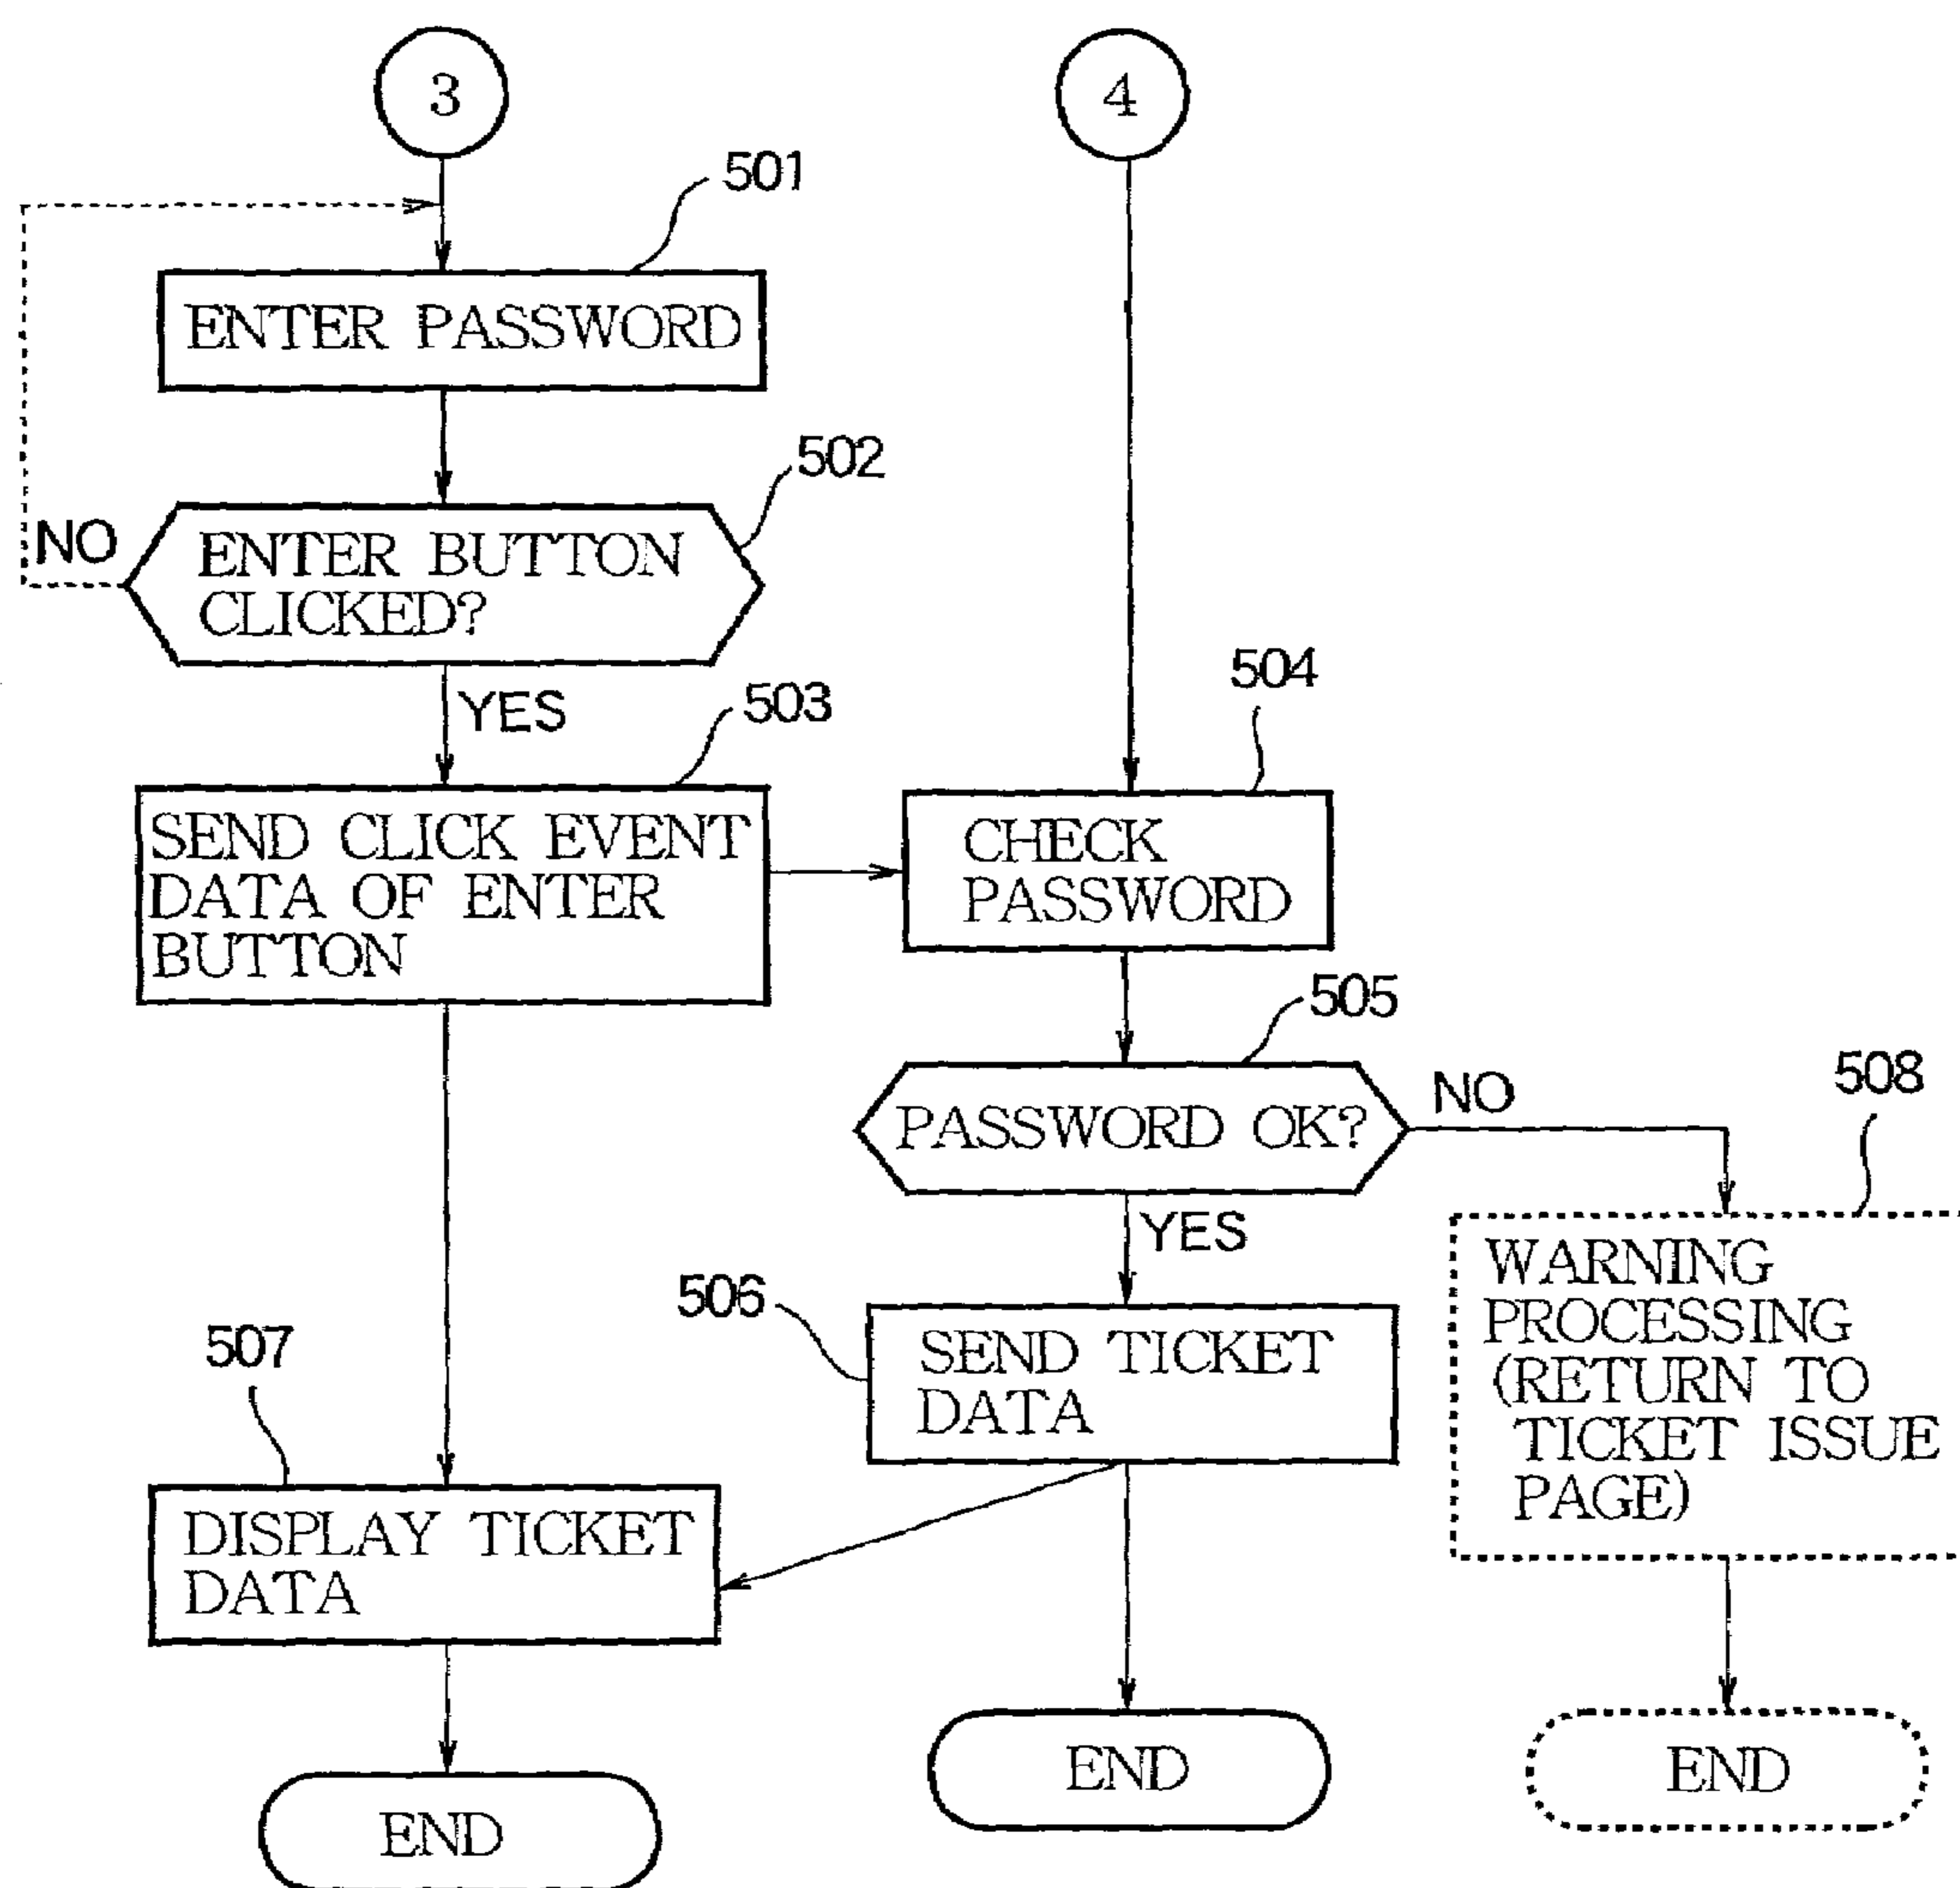 3
4
501
ENTER PASSWORD
502
NO
ENTER BUTTON
CLICKED?
YES
503
504
SEND CLICK EVENT
DATA OF ENTER
BUTTON
CHECK
PASSWORD
505
508
NO
PASSWORD OK?
YES
506
507
WARNING
PROCESSING
(RETURN TO
TICKET ISSUE
PAGE)
SEND TICKET
DATA
DISPLAY TICKET
DATA
END
END
END